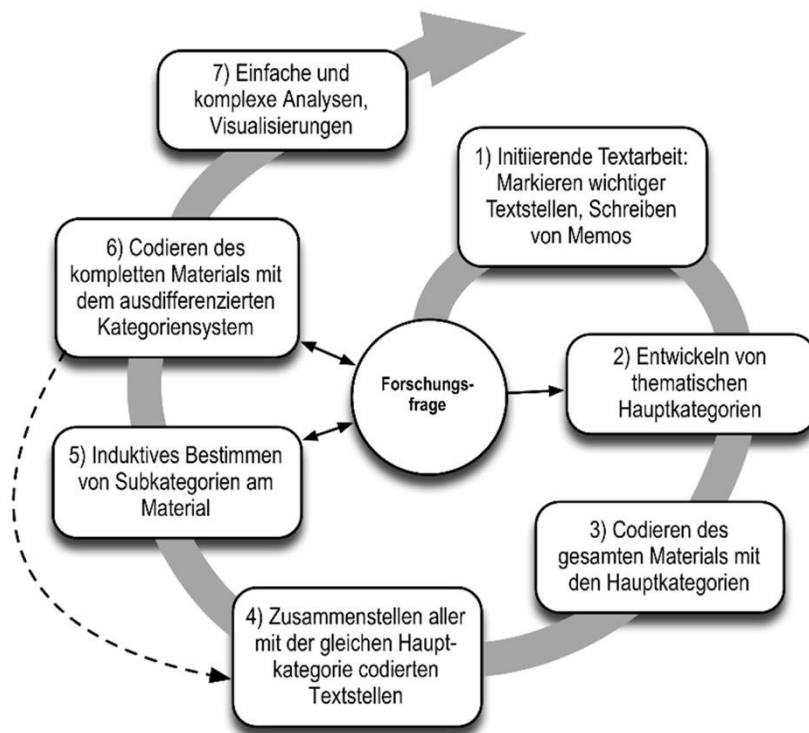 7) Einfache und
komplexe Analysen,
Visualisierungen
1) Initiierende Textarbeit:
Markieren wichtiger
Textstellen, Schreiben
von Memos
6) Codieren des
kompletten Materials mit
dem ausdifferenzierten
Kategoriensystem
Forschungs-
frage
2) Entwickeln von
thematischen
Hauptkategorien
5) Induktives Bestimmen
von Subkategorien am
Material
3) Codieren des
gesamten Materials mit
den Hauptkategorien
4) Zusammenstellen aller
mit der gleichen Haupt-
kategorie codierten
Textstellen